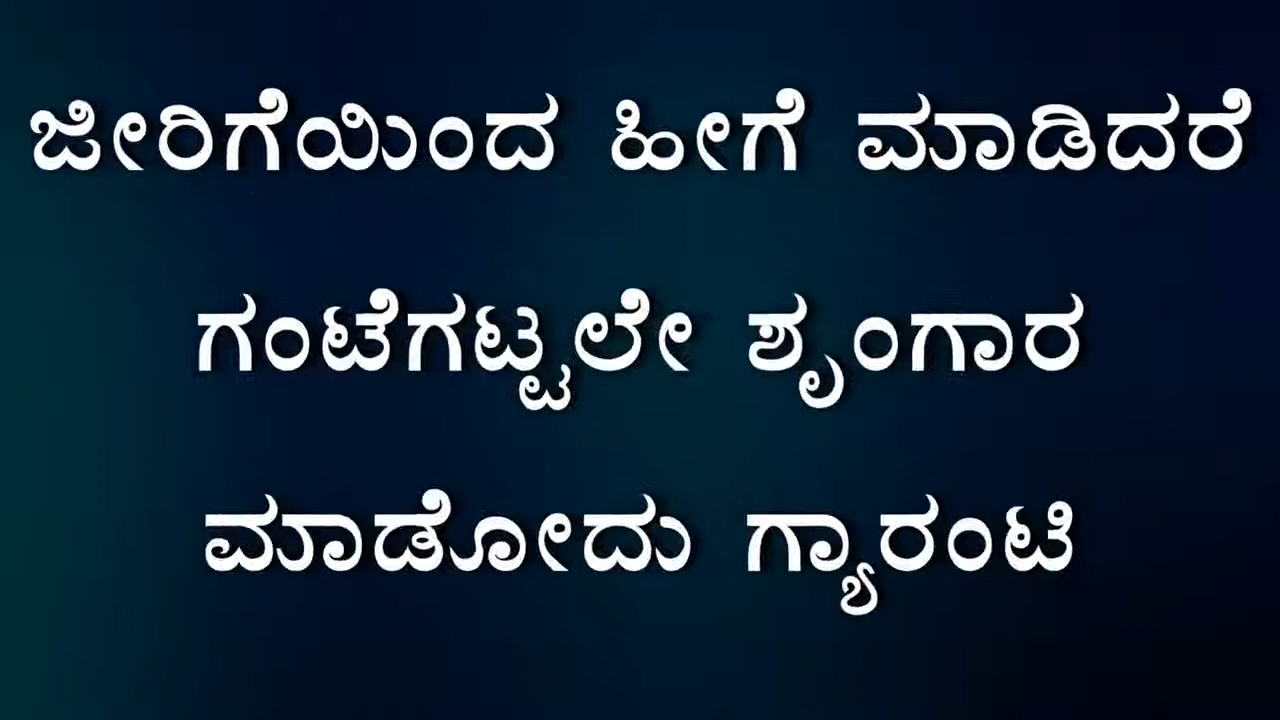 ಜೀರಿಗೆಯಿಂದ ಹೀಗೆ ಮಾಡಿದರೆ
ಗಂಟೆಗಟ್ಟಲೇ ಶೃಂಗಾರ
ಮಾಡೋದು ಗ್ಯಾರಂಟಿ